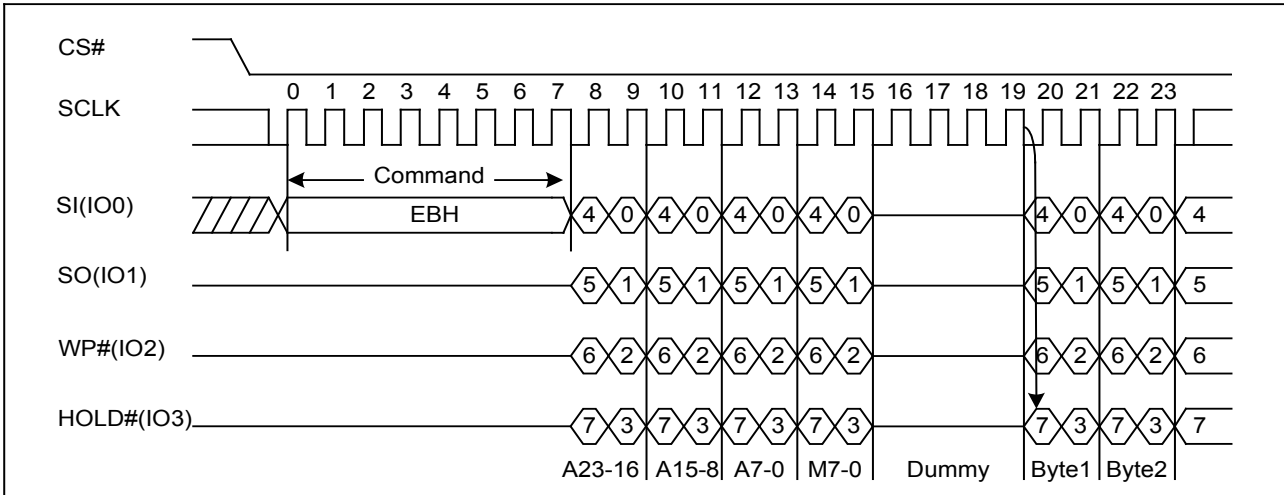 CS#
0 1 2 3 4 5 6 7 8 9 10 11 12 13 14 15 16 17 18 19 20 21 22 23
SCLK
Command
SI(IO0) EBH 4 0 4 0 4 0 4 0 4 0 4 0 4
SO(IO1) 5 1 5 1 5 1 5 1 5 1 5 1 5
WP#(IO2) 6 2 6 2 6 2 6 2 6 2 6 2 6
HOLD#(IO3) 7 3 7 3 7 3 7 3 7 3 7 3 7
A23-16 A15-8 A7-0 M7-0 Dummy Byte1 Byte2